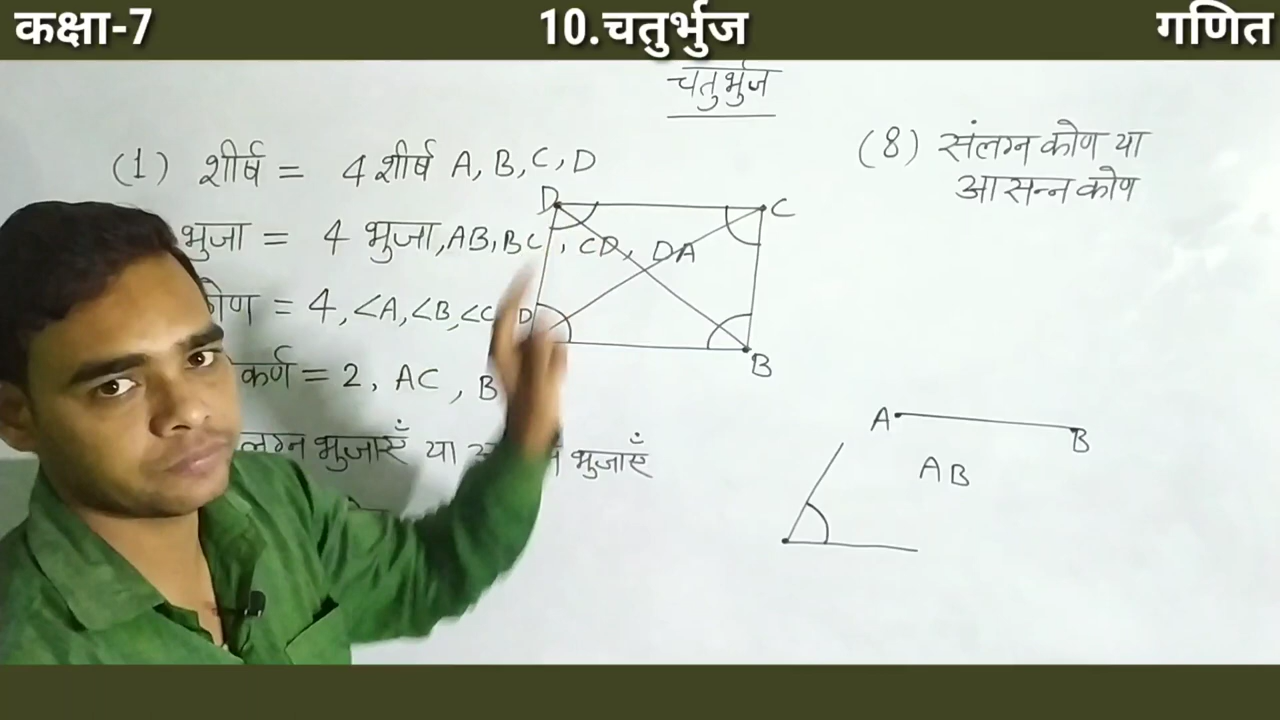 कक्षा-7
10.चतुर्भुज
गणित
चतुर्भुज
(1) शीर्ष = 4 शीर्ष A, B, C, D
भुजा = 4 भुजा, AB, BC, CD, DA
= 4, ∠A, ∠B, ∠C D
कर्ण = 2, AC, B
भुजाएँ या भुजाएँ
D
C
B
(8) संलग्न कोण या
आसन्न कोण
A B
AB